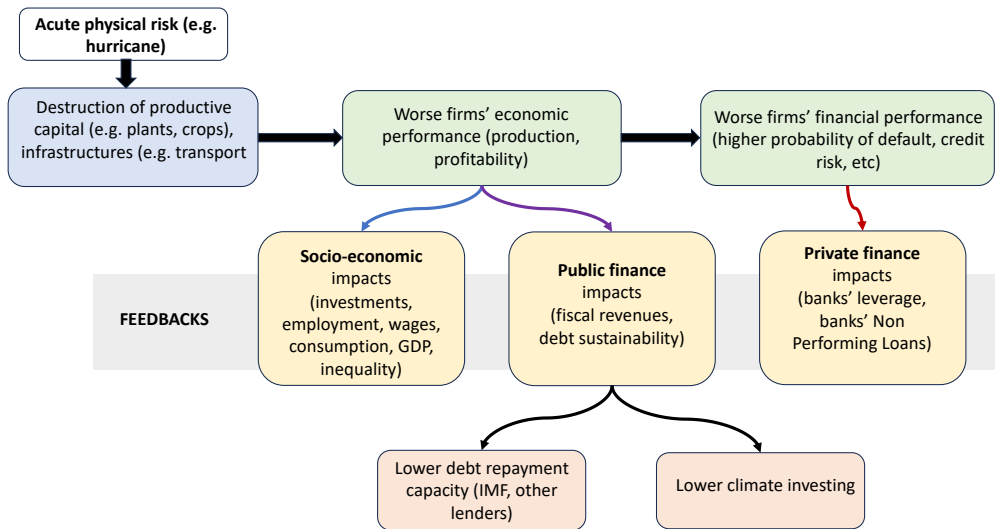 Acute physical risk (e.g.
hurricane)
Destruction of productive
capital (e.g. plants, crops),
infrastructures (e.g. transport
Worse firms’ economic
performance (production,
profitability)
Worse firms’ financial performance
(higher probability of default, credit
risk, etc)
FEEDBACKS
Socio-economic
impacts
(investments,
employment, wages,
consumption, GDP,
inequality)
Public finance
impacts
(fiscal revenues,
debt sustainability)
Private finance
impacts
(banks’ leverage,
banks’ Non
Performing Loans)
Lower debt repayment
capacity (IMF, other
lenders)
Lower climate investing